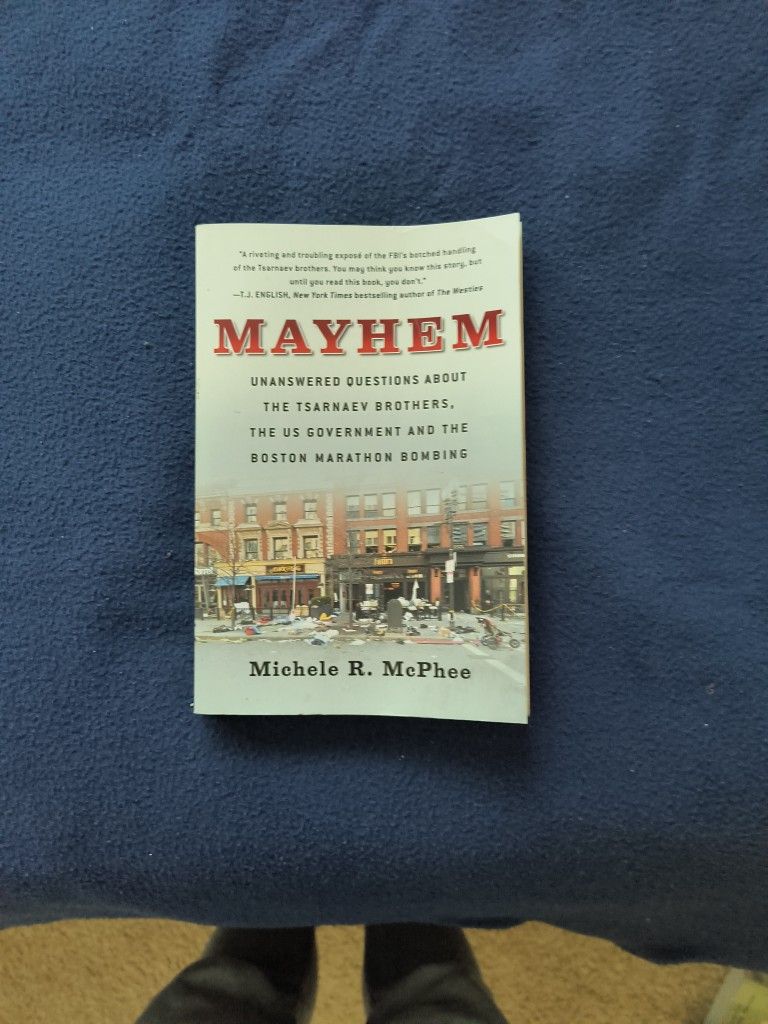 "A riveting and troubling exposé of the FBI's botched handling
of the Tsarnaev brothers. You may think you know this story, but
until you read this book, you don't."
—T.J. ENGLISH, New York Times bestselling author of The Westies
MAYHEM
UNANSWERED QUESTIONS ABOUT
THE TSARNAEV BROTHERS,
THE US GOVERNMENT AND THE
BOSTON MARATHON BOMBING
Michele R. McPhee